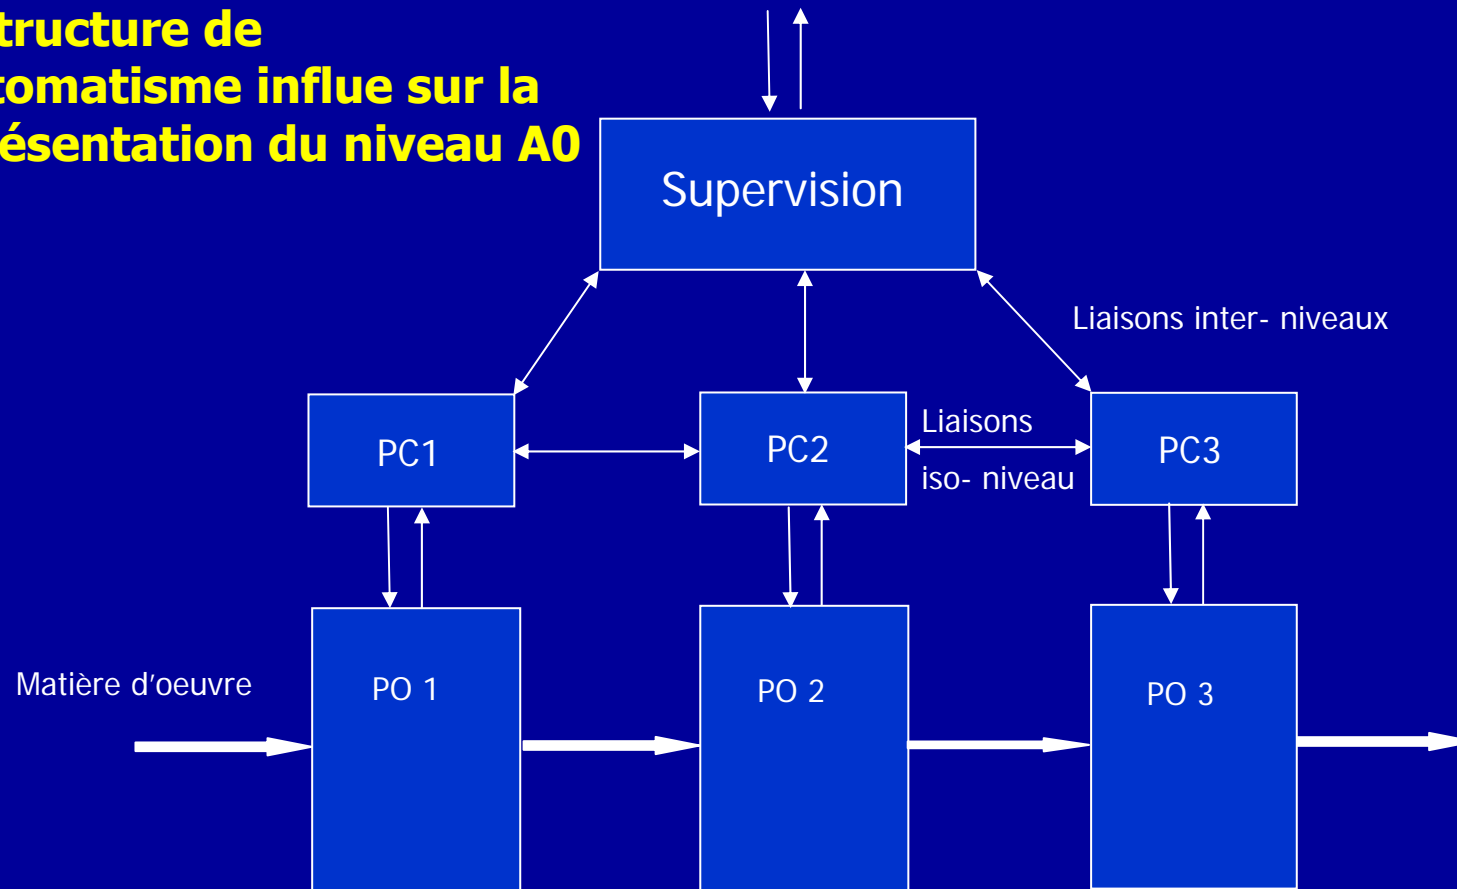 tructure de
tomatisme influe sur la
ésentation du niveau A0
Supervision
Liaisons inter- niveaux
PC1
PC2
Liaisons
iso- niveau
PC3
Matière d'oeuvre
PO 1
PO 2
PO 3